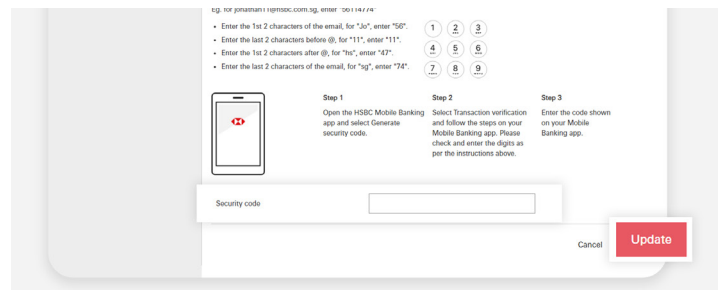 Eg. for jonathan11@hsbc.com.sg, enter "56114774"
• Enter the 1st 2 characters of the email, for "Jo", enter "56".
• Enter the last 2 characters before @, for "11", enter "11".
• Enter the 1st 2 characters after @, for "hs", enter "47".
• Enter the last 2 characters of the email, for "sg", enter "74".
1 2 3
4 5 6
7 8 9
Step 1
Open the HSBC Mobile Banking
app and select Generate
security code.
Step 2
Select Transaction verification
and follow the steps on your
Mobile Banking app. Please
check and enter the digits as
per the instructions above.
Step 3
Enter the code shown
on your Mobile
Banking app.
Security code
Cancel
Update